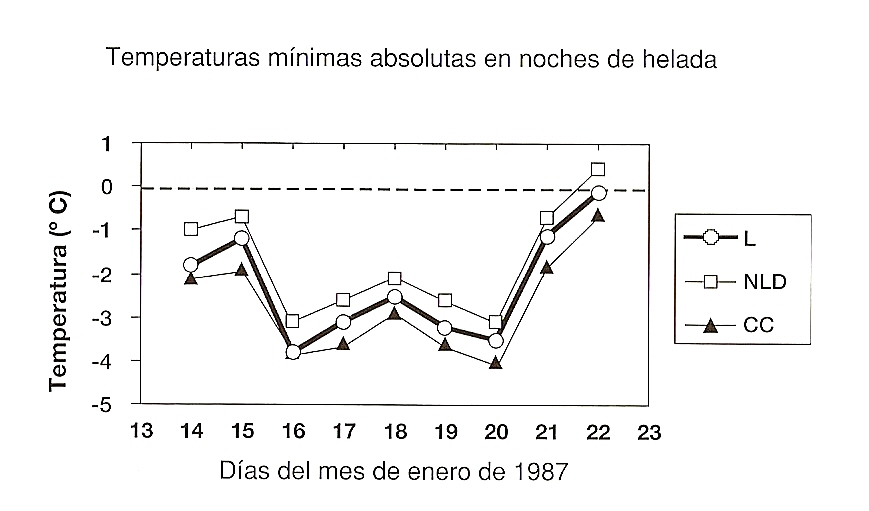 Temperaturas mínimas absolutas en noches de helada
1
0
-1
-2
-3
-4
-5
Temperatura (º C)
13 14 15 16 17 18 19 20 21 22 23
Días del mes de enero de 1987
L
NLD
CC